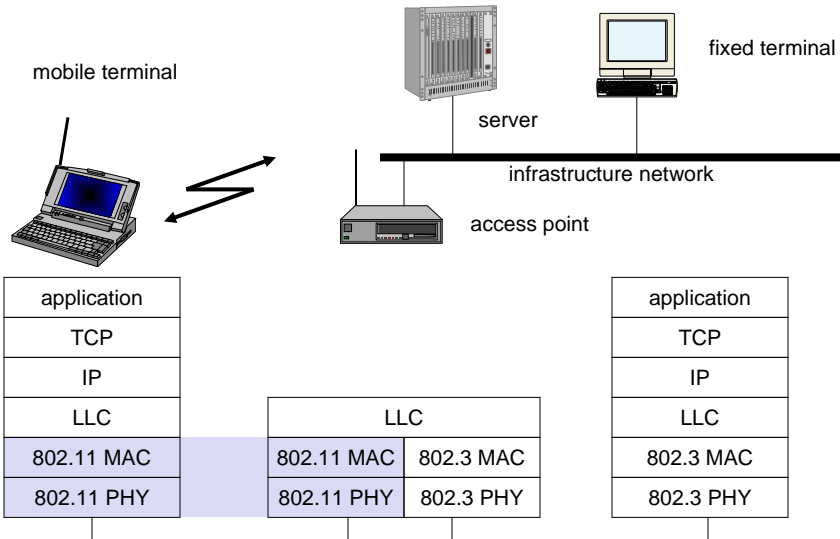 mobile terminal
fixed terminal
server
infrastructure network
access point
application
TCP
IP
LLC
802.11 MAC
802.11 PHY
LLC
802.11 MAC 802.3 MAC
802.11 PHY 802.3 PHY
application
TCP
IP
LLC
802.3 MAC
802.3 PHY